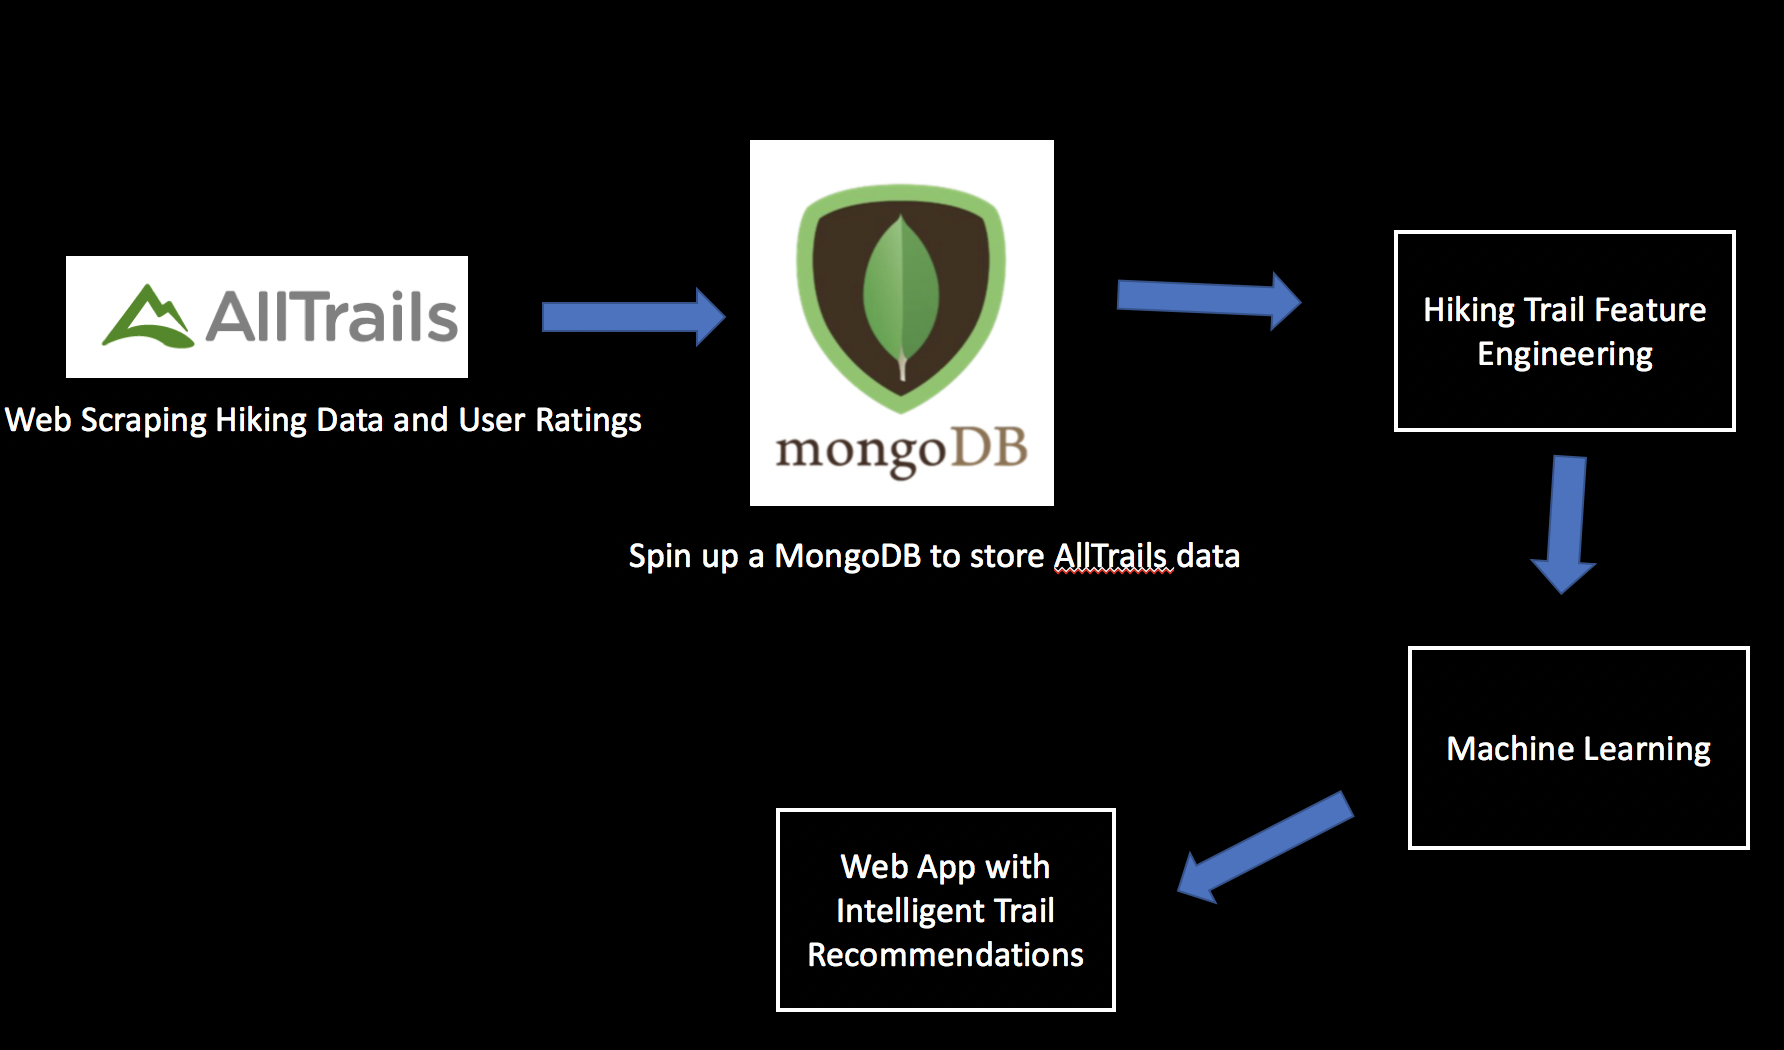 AllTrails
Web Scraping Hiking Data and User Ratings
mongoDB
Spin up a MongoDB to store AllTrails data
Hiking Trail Feature
Engineering
Machine Learning
Web App with
Intelligent Trail
Recommendations